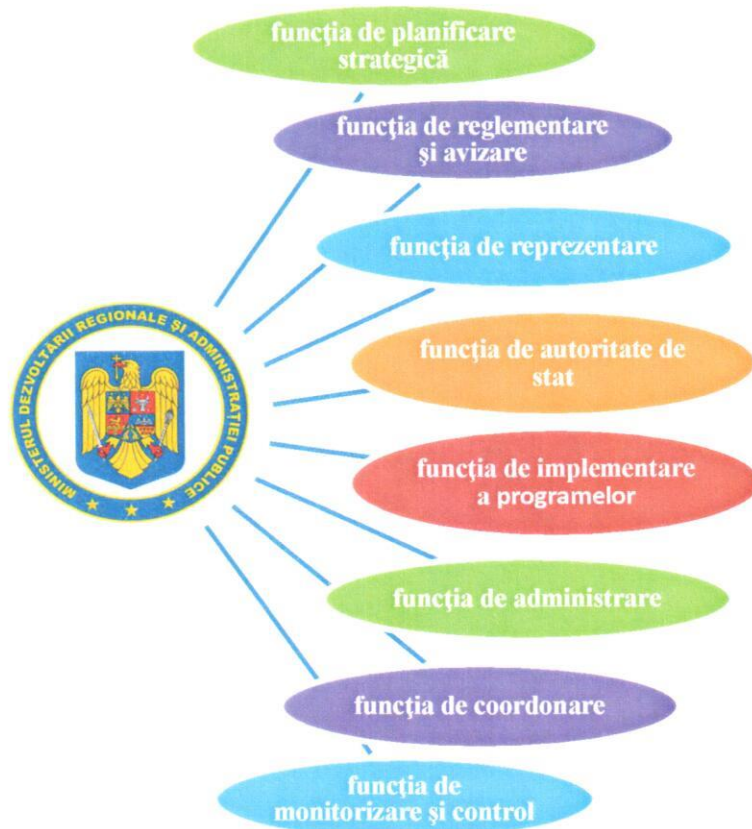 funcţia de planificare
strategică
funcţia de reglementare
şi avizare
funcţia de reprezentare
MINISTERUL DEZVOLTĂRII REGIONALE ŞI ADMINISTRAŢIEI PUBLICE
funcţia de autoritate de
stat
funcţia de implementare
a programelor
funcţia de administrare
funcţia de coordonare
funcţia de
monitorizare şi control